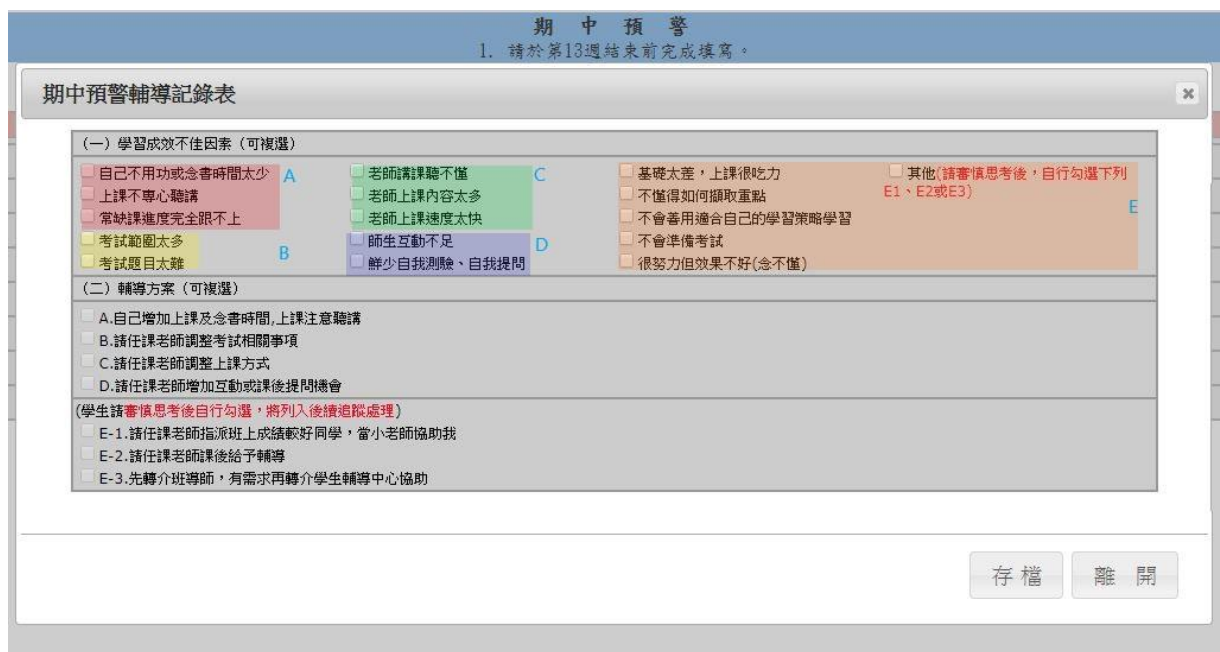 期 中 預 警
1. 請於第13週結束前完成填寫。
期中預警輔導記錄表
(一) 學習成效不佳因素 (可複選)
自己不用功或念書時間太少 A 老師講課聽不懂 C 基礎太差，上課很吃力 其他(請審慎思考後，自行勾選下列
上課不專心聽講 老師上課內容太多 不懂得如何擷取重點 E1、E2或E3)
常缺課進度完全跟不上 老師上課速度太快 不會善用適合自己的學習策略學習 E
考試範圍太多 B 師生互動不足 D 不會準備考試
考試題目太難 鮮少自我測驗、自我提問 很努力但效果不好(念不懂)
(二) 輔導方案 (可複選)
A.自己增加上課及念書時間,上課注意聽講
B.請任課老師調整考試相關事項
C.請任課老師調整上課方式
D.請任課老師增加互動或課後提問機會
(學生請審慎思考後自行勾選，將列入後續追蹤處理)
E-1.請任課老師指派班上成績較好同學，當小老師協助我
E-2.請任課老師課後給予輔導
E-3.先轉介班導師，有需求再轉介學生輔導中心協助
存 檔 離 開